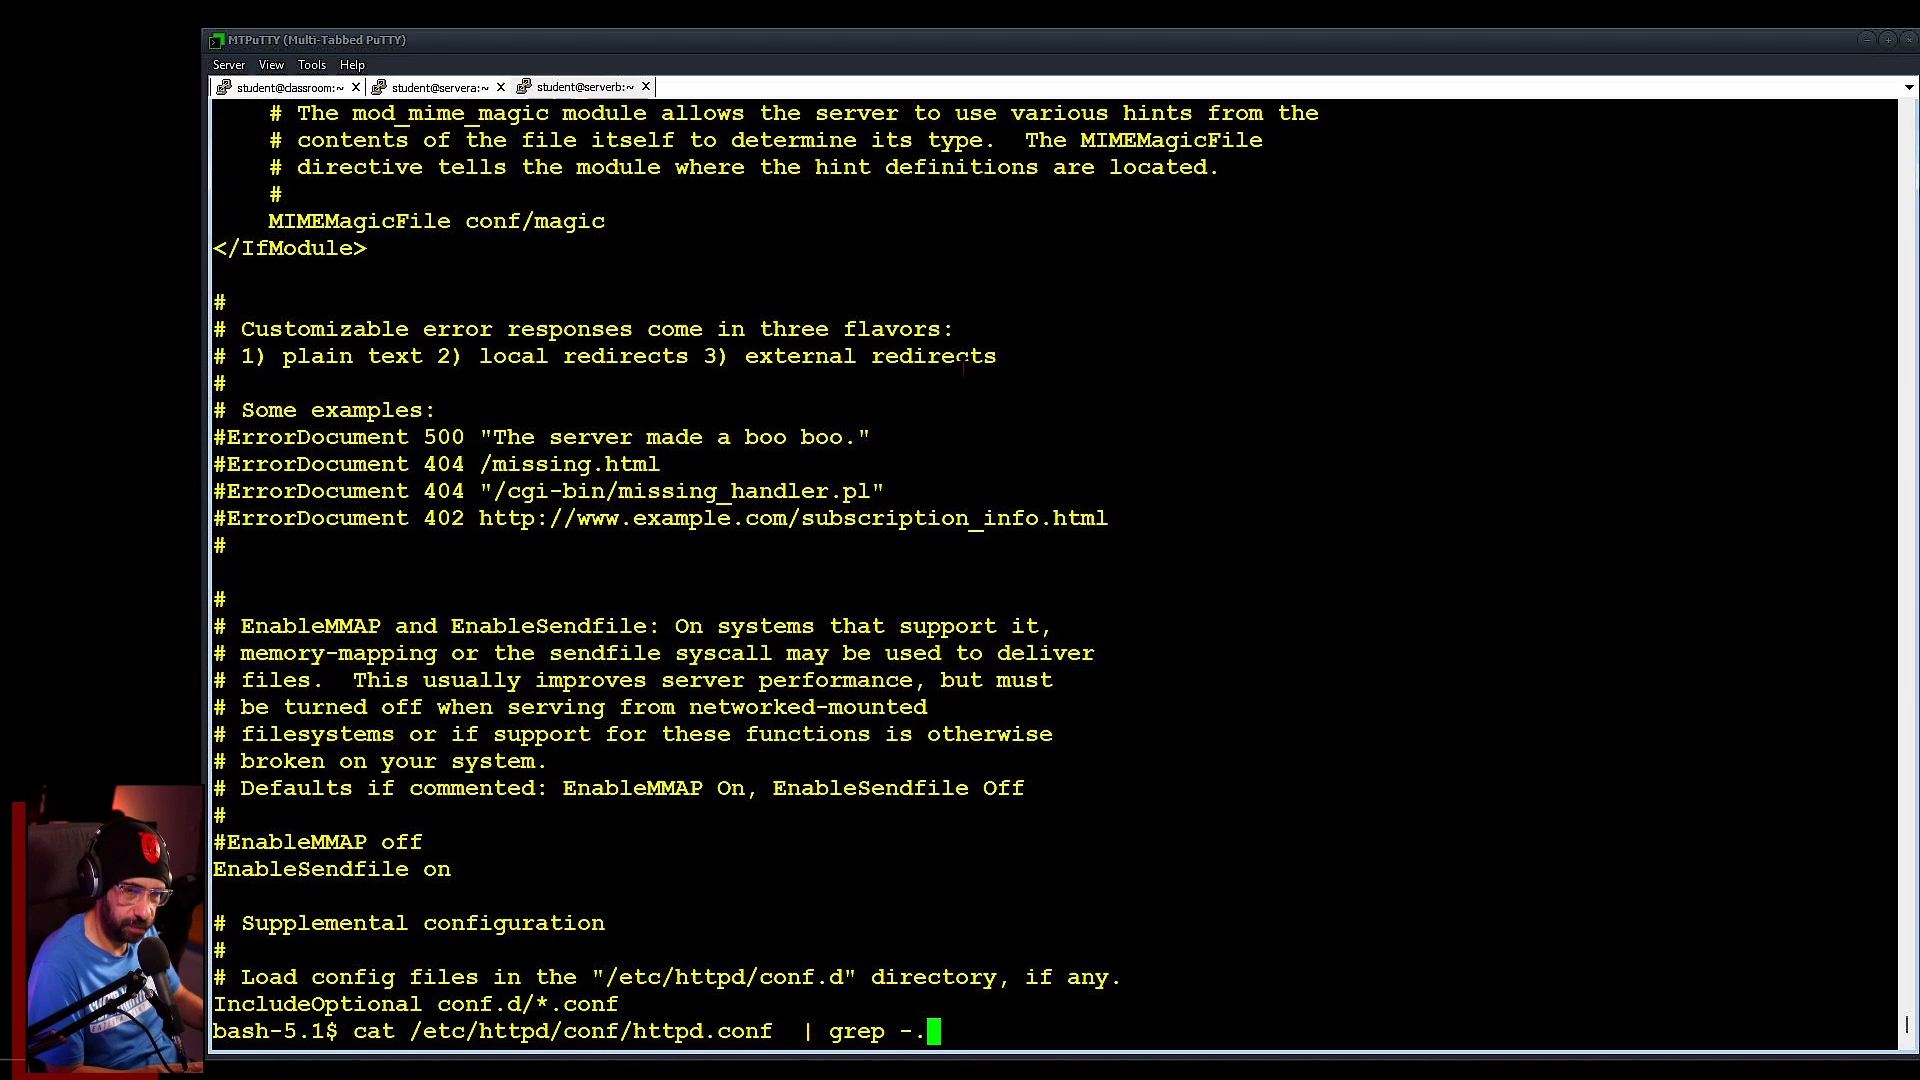 MTPuTTY (Multi-Tabbed PuTTY)
Server View Tools Help
student@classroom:~ student@servera:~ student@serverb:~
# The mod_mime_magic module allows the server to use various hints from the
# contents of the file itself to determine its type.  The MIMEMagicFile
# directive tells the module where the hint definitions are located.
#
MIMEMagicFile conf/magic
</IfModule>
#
# Customizable error responses come in three flavors:
# 1) plain text 2) local redirects 3) external redirects
#
# Some examples:
#ErrorDocument 500 "The server made a boo boo."
#ErrorDocument 404 /missing.html
#ErrorDocument 404 "/cgi-bin/missing_handler.pl"
#ErrorDocument 402 http://www.example.com/subscription_info.html
#
#
# EnableMMAP and EnableSendfile: On systems that support it,
# memory-mapping or the sendfile syscall may be used to deliver
# files.  This usually improves server performance, but must
# be turned off when serving from networked-mounted
# filesystems or if support for these functions is otherwise
# broken on your system.
# Defaults if commented: EnableMMAP On, EnableSendfile Off
#
#EnableMMAP off
EnableSendfile on
# Supplemental configuration
#
# Load config files in the "/etc/httpd/conf.d" directory, if any.
IncludeOptional conf.d/*.conf
bash-5.1$ cat /etc/httpd/conf/httpd.conf  | grep -.